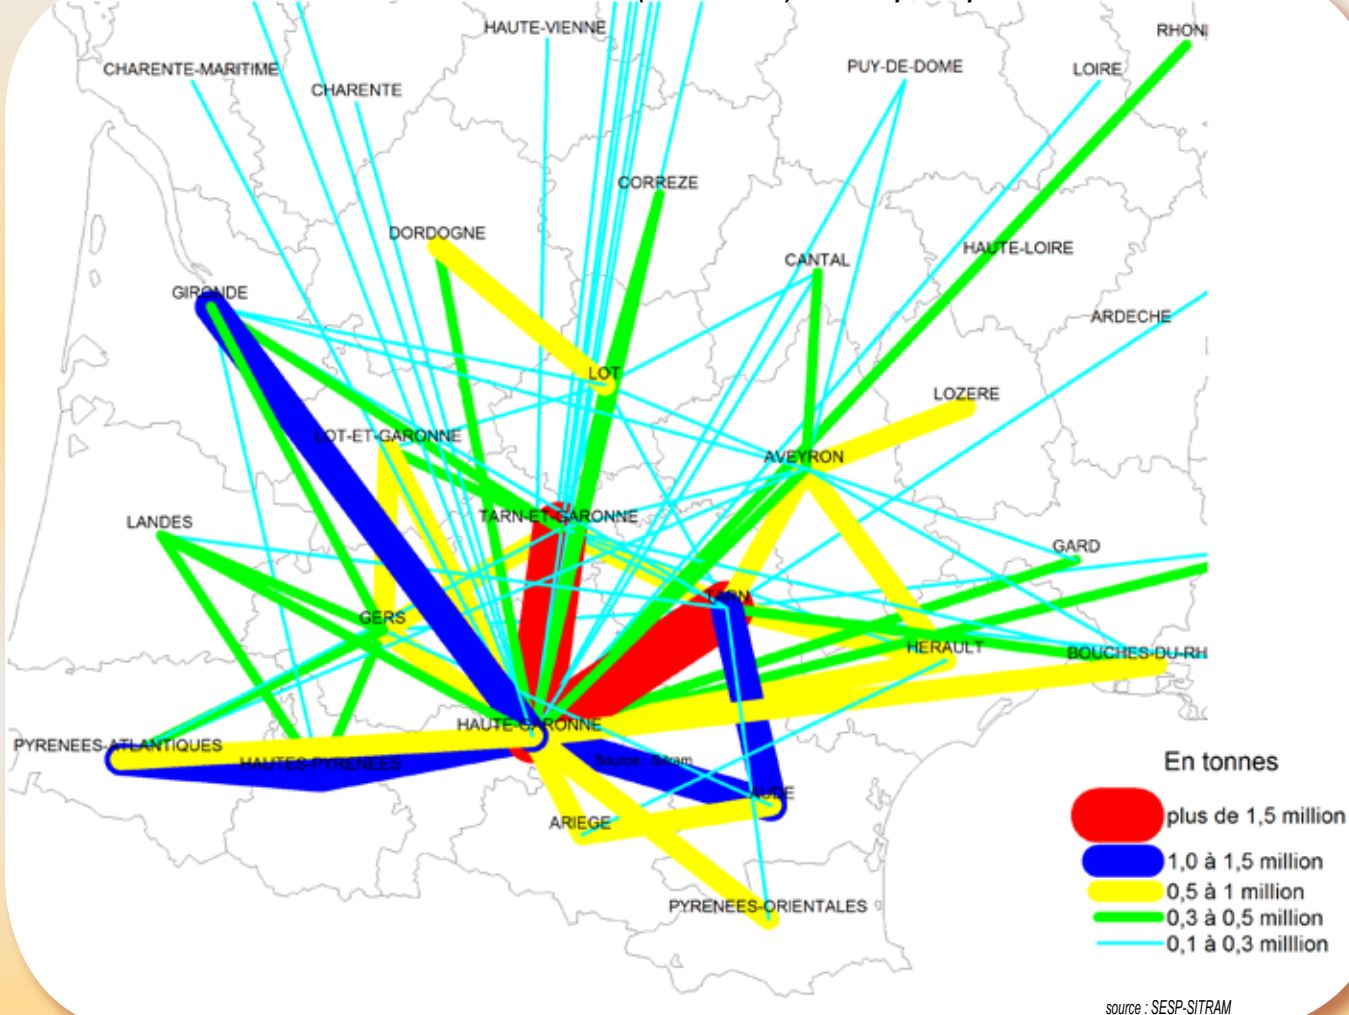 HAUTE-VIENNE
RHON
CHARENTE-MARITIME
PUY-DE-DOME
LOIRE
CHARENTE
CORREZE
DORDOGNE
HAUTE-LOIRE
CANTAL
GIRONDE
ARDECHE
LOT
LOZERE
LOT-ET-GARONNE
AVEYRON
TARN-ET-GARONNE
LANDES
GARD
TARN
GERS
HERAULT
BOUCHES-DU-RH
HAUTE-GARONNE
PYRENEES-ATLANTIQUES
HAUTES-PYRENEES
Source : Sitram
En tonnes
AUDE
plus de 1,5 million
ARIEGE
1,0 à 1,5 million
0,5 à 1 million
PYRENEES-ORIENTALES
0,3 à 0,5 million
0,1 à 0,3 milllion
source : SESP-SITRAM